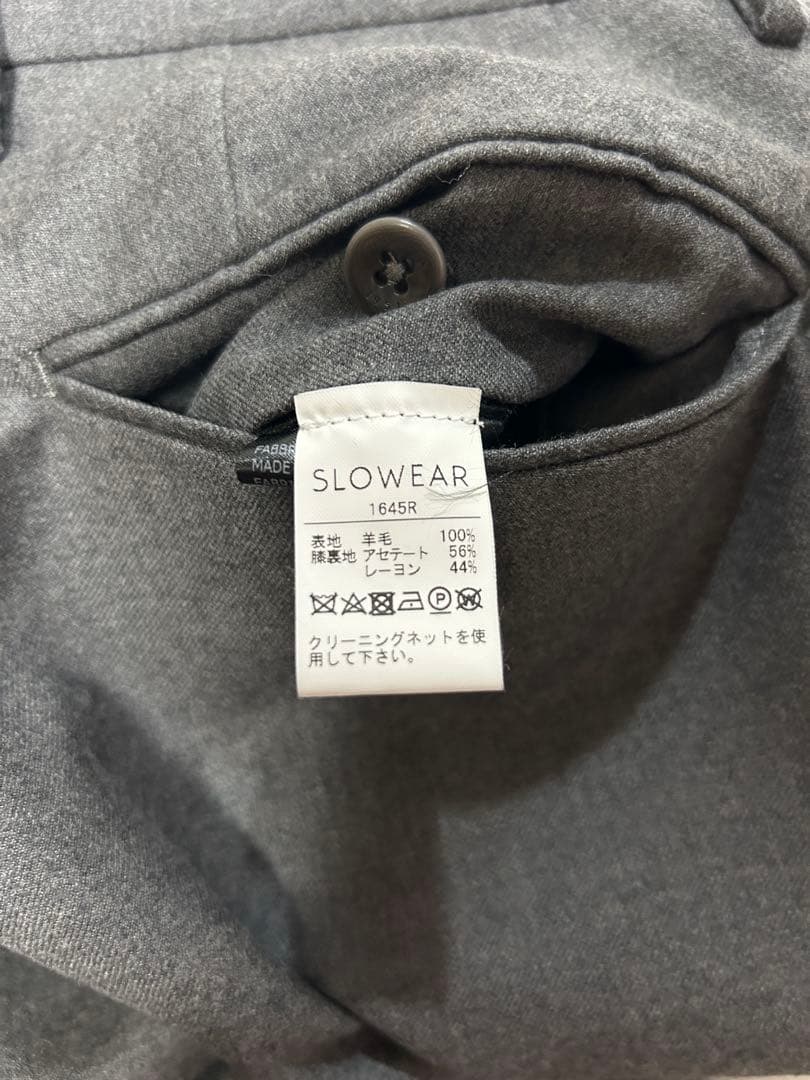 MADE
SLOWEAR
1645R
表地 羊毛 100%
膝裏地 アセテート 56%
レーヨン 44%
P W
クリーニングネットを使
用して下さい。